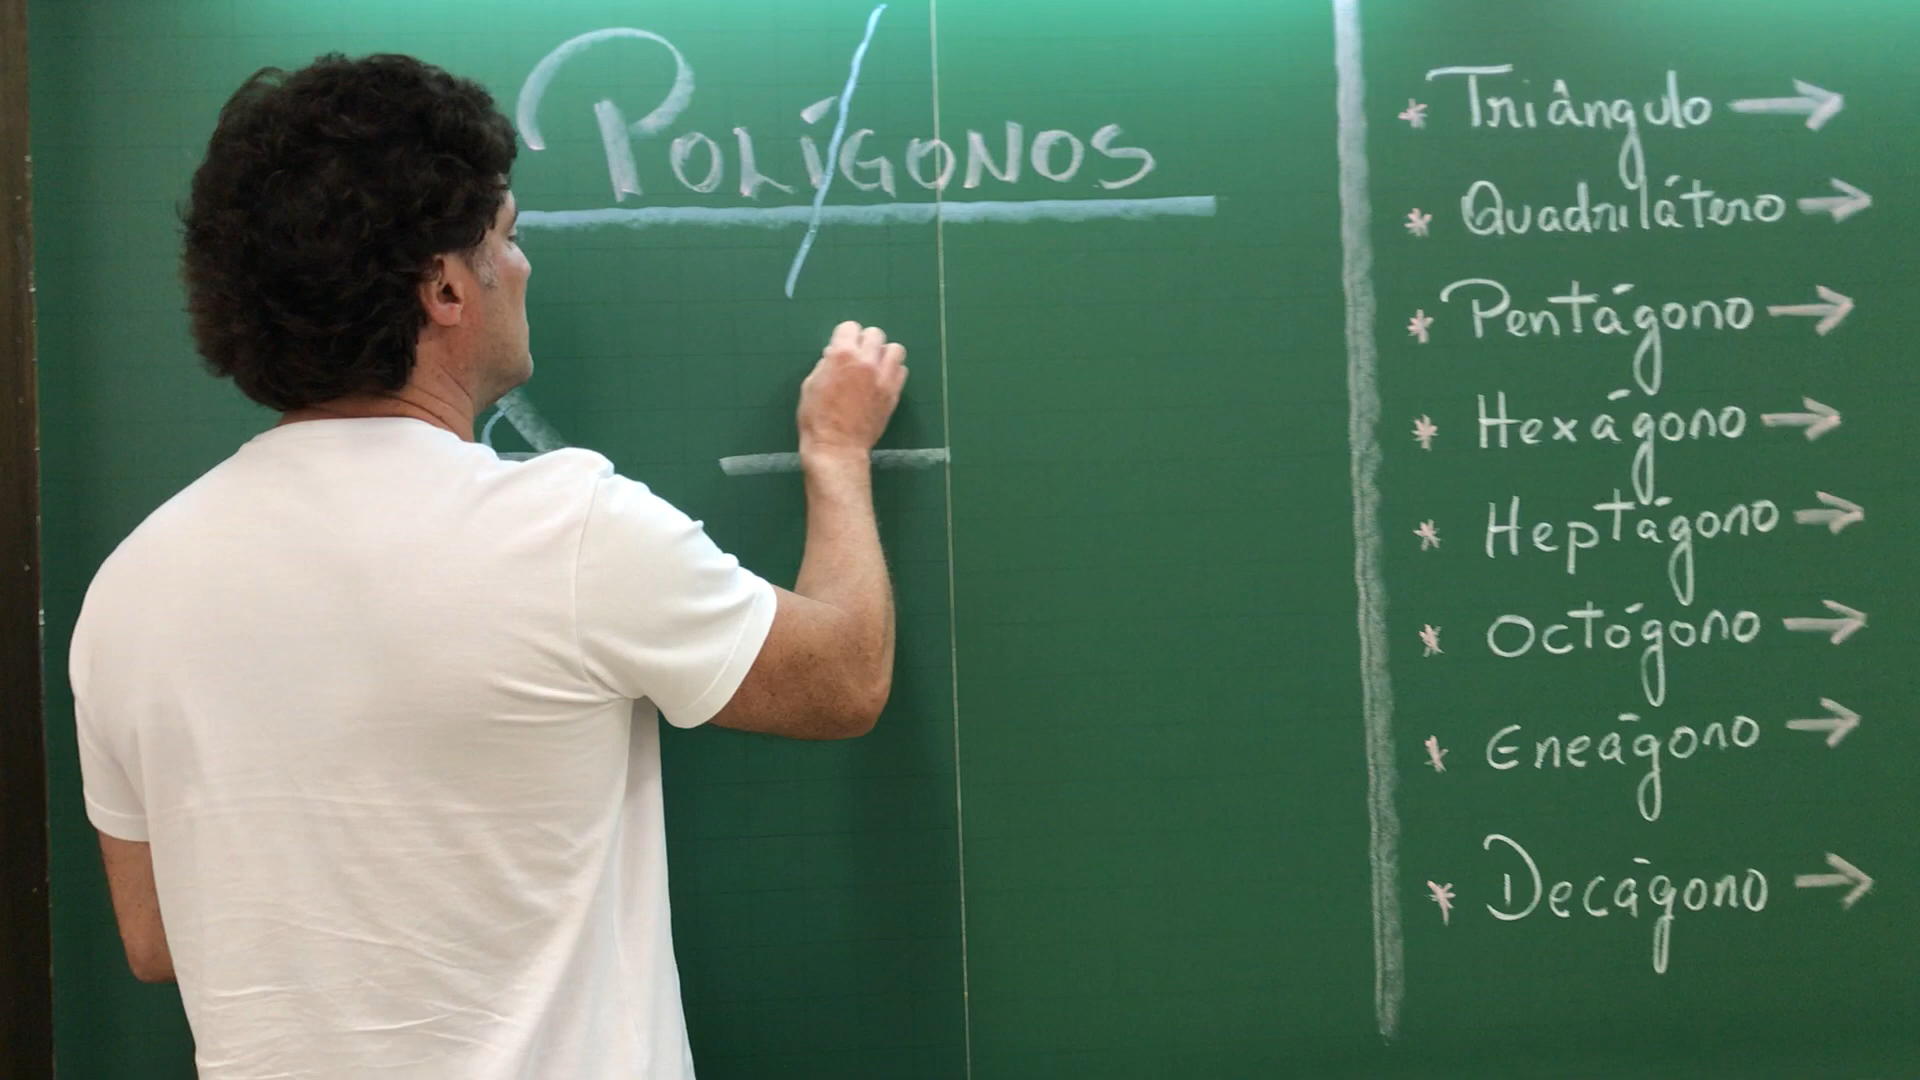 POLÍGONOS
* Triângulo →
* Quadrilátero →
* Pentágono →
* Hexágono →
* Heptágono →
* Octógono →
* Eneágono →
* Decágono →